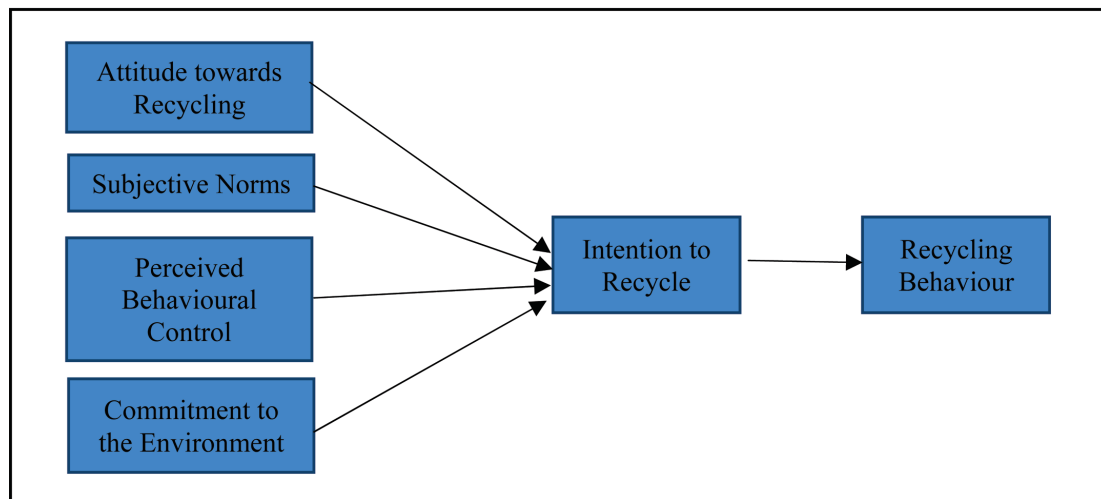 Attitude towards
Recycling
Subjective Norms
Perceived
Behavioural
Control
Commitment to
the Environment
Intention to
Recycle
Recycling
Behaviour